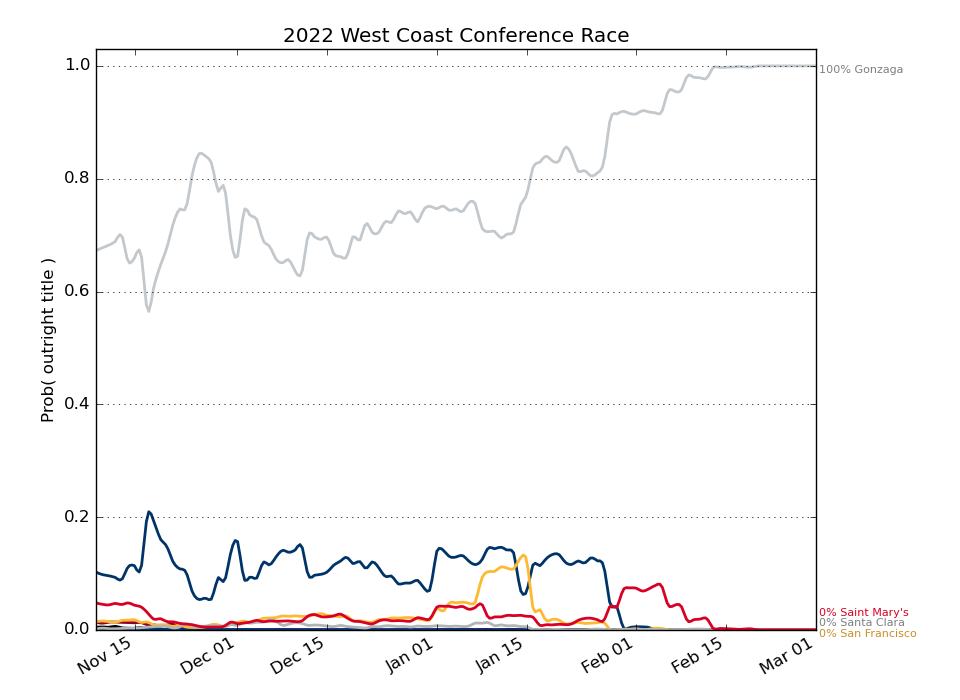 2022 West Coast Conference Race
Prob( outright title )
1.0
0.8
0.6
0.4
0.2
0.0
Nov 15
Dec 01
Dec 15
Jan 01
Jan 15
Feb 01
Feb 15
Mar 01
100% Gonzaga
0% Saint Mary's
0% Santa Clara
0% San Francisco